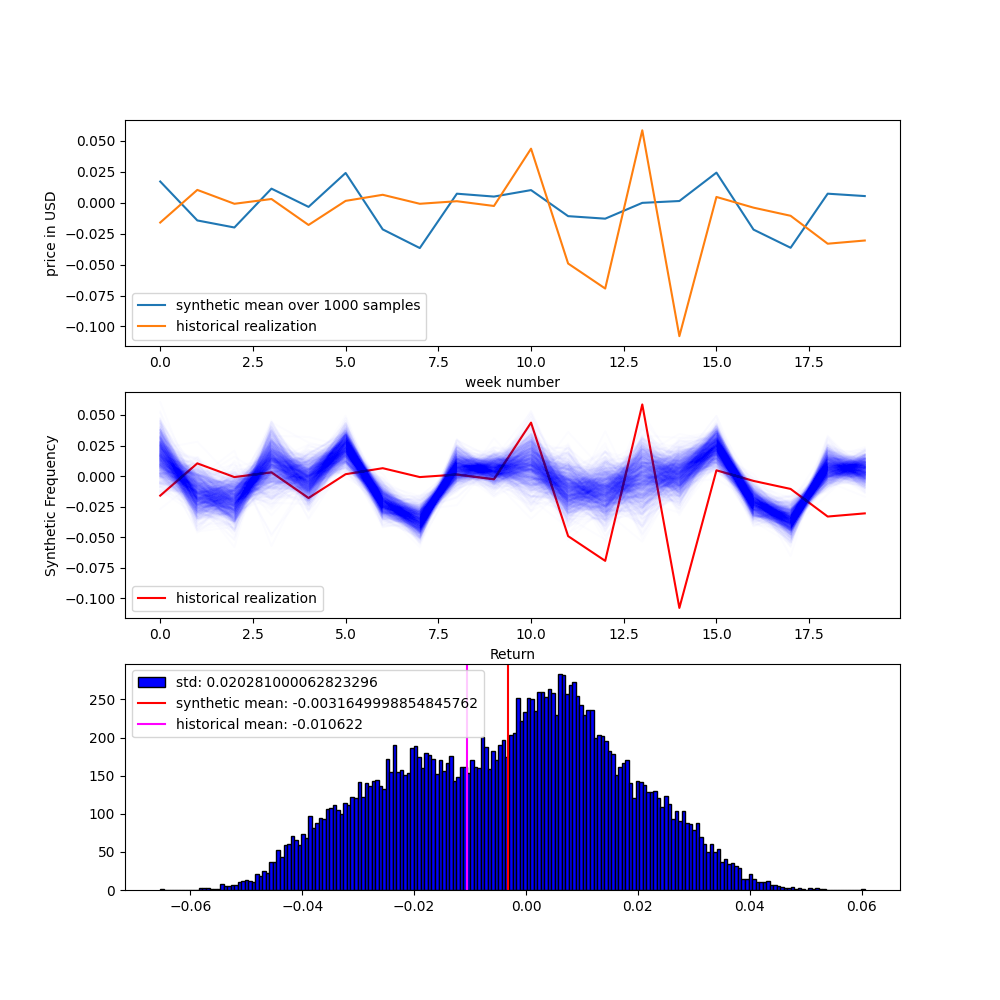 0.050
0.025
0.000
−0.025
−0.050
−0.075
−0.100
price in USD
synthetic mean over 1000 samples
historical realization
0.0 2.5 5.0 7.5 10.0 12.5 15.0 17.5
week number
0.050
0.025
0.000
−0.025
−0.050
−0.075
−0.100
Synthetic Frequency
historical realization
0.0 2.5 5.0 7.5 10.0 12.5 15.0 17.5
Return
250
200
150
100
50
0
std: 0.020281000062823296
synthetic mean: -0.0031649998854845762
historical mean: -0.010622
−0.06 −0.04 −0.02 0.00 0.02 0.04 0.06